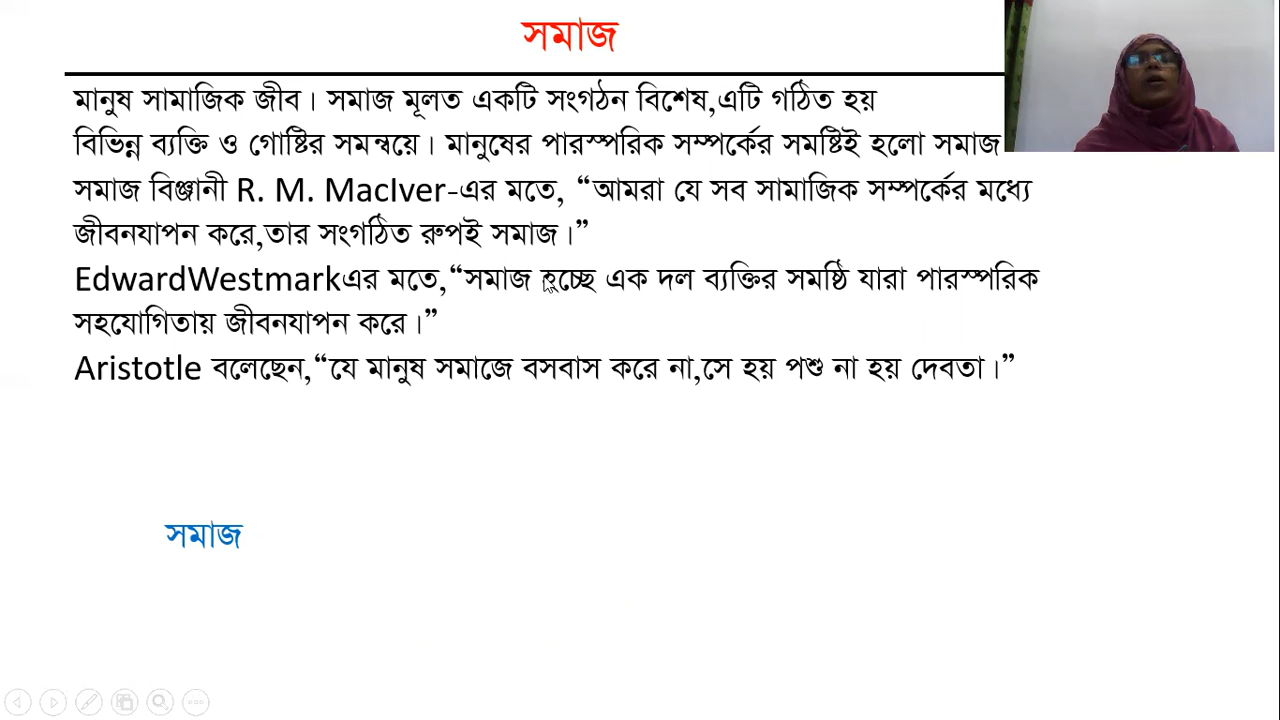 সমাজ
মানুষ সামাজিক জীব। সমাজ মূলত একটি সংগঠন বিশেষ,এটি গঠিত হয়
বিভিন্ন ব্যক্তি ও গোষ্টির সমন্বয়ে। মানুষের পারস্পরিক সম্পর্কের সমষ্টিই হলো সমাজ
সমাজ বিঞ্জানী R. M. MacIver-এর মতে, “আমরা যে সব সামাজিক সম্পর্কের মধ্যে
জীবনযাপন করে,তার সংগঠিত রুপই সমাজ।”
EdwardWestmarkএর মতে,“সমাজ হচ্ছে এক দল ব্যক্তির সমষ্ঠি যারা পারস্পরিক
সহযোগিতায় জীবনযাপন করে।”
Aristotle বলেছেন,“যে মানুষ সমাজে বসবাস করে না,সে হয় পশু না হয় দেবতা।”
সমাজ